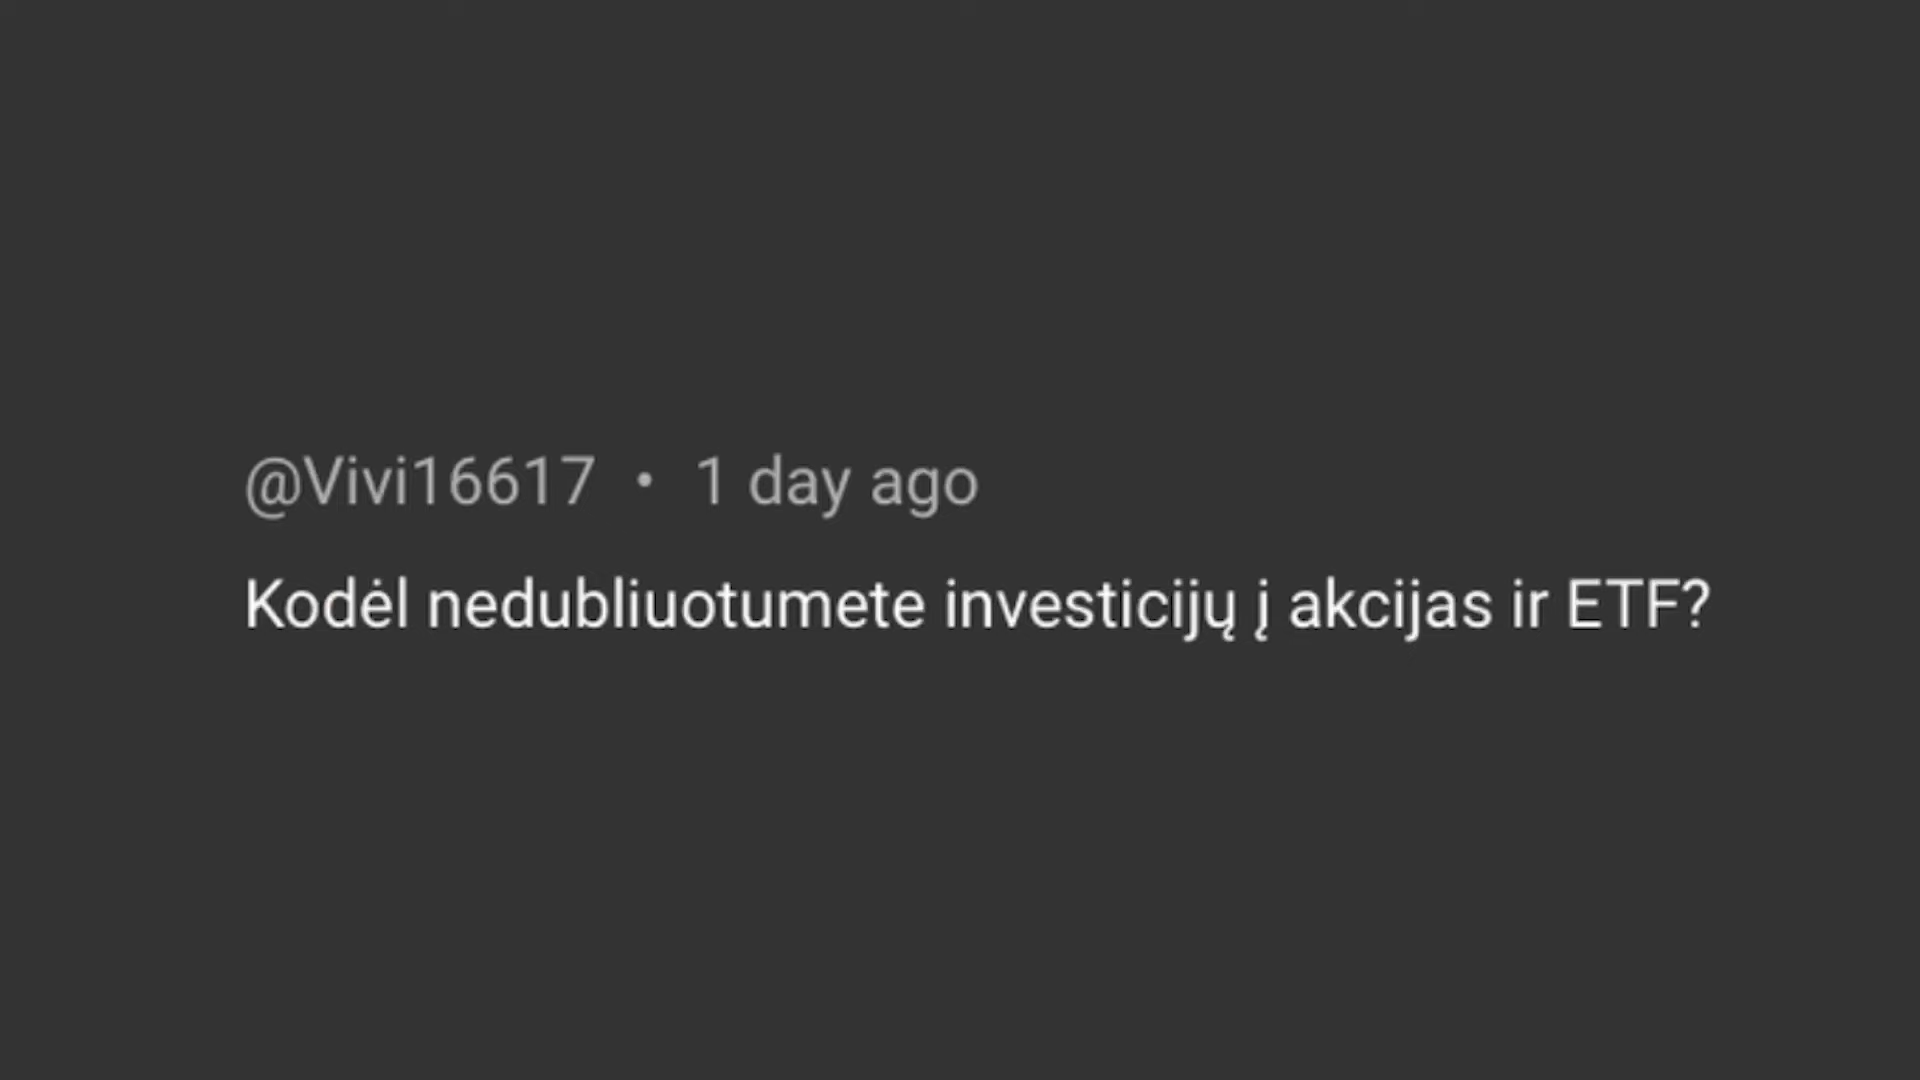 @Vivi16617 • 1 day ago
Kodėl nedubliuotumete investicijų į akcijas ir ETF?